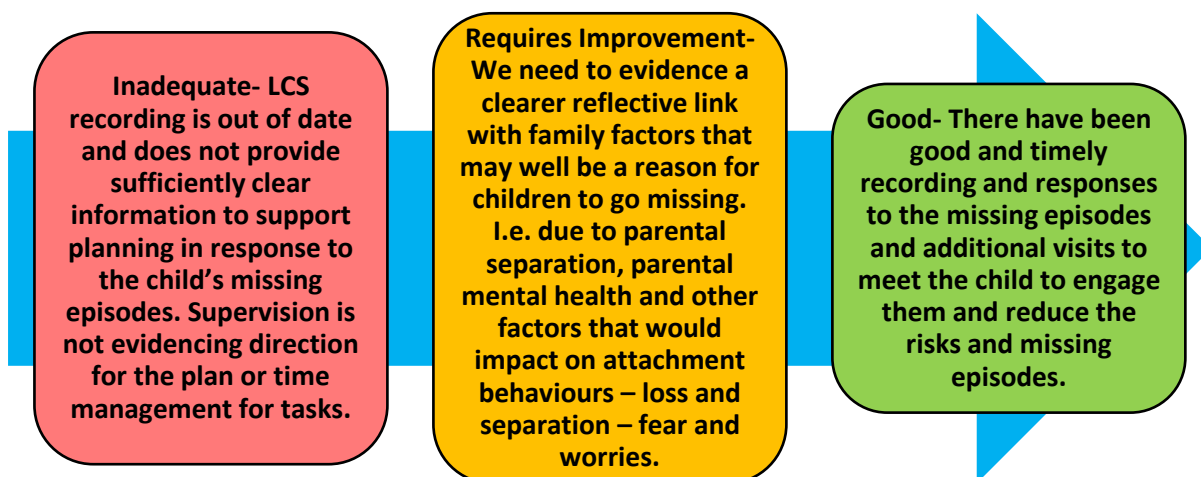 Inadequate- LCS
recording is out of date
and does not provide
sufficiently clear
information to support
planning in response to
the child’s missing
episodes. Supervision is
not evidencing direction
for the plan or time
management for tasks.
Requires Improvement-
We need to evidence a
clearer reflective link
with family factors that
may well be a reason for
children to go missing.
I.e. due to parental
separation, parental
mental health and other
factors that would
impact on attachment
behaviours – loss and
separation – fear and
worries.
Good- There have been
good and timely
recording and responses
to the missing episodes
and additional visits to
meet the child to engage
them and reduce the
risks and missing
episodes.